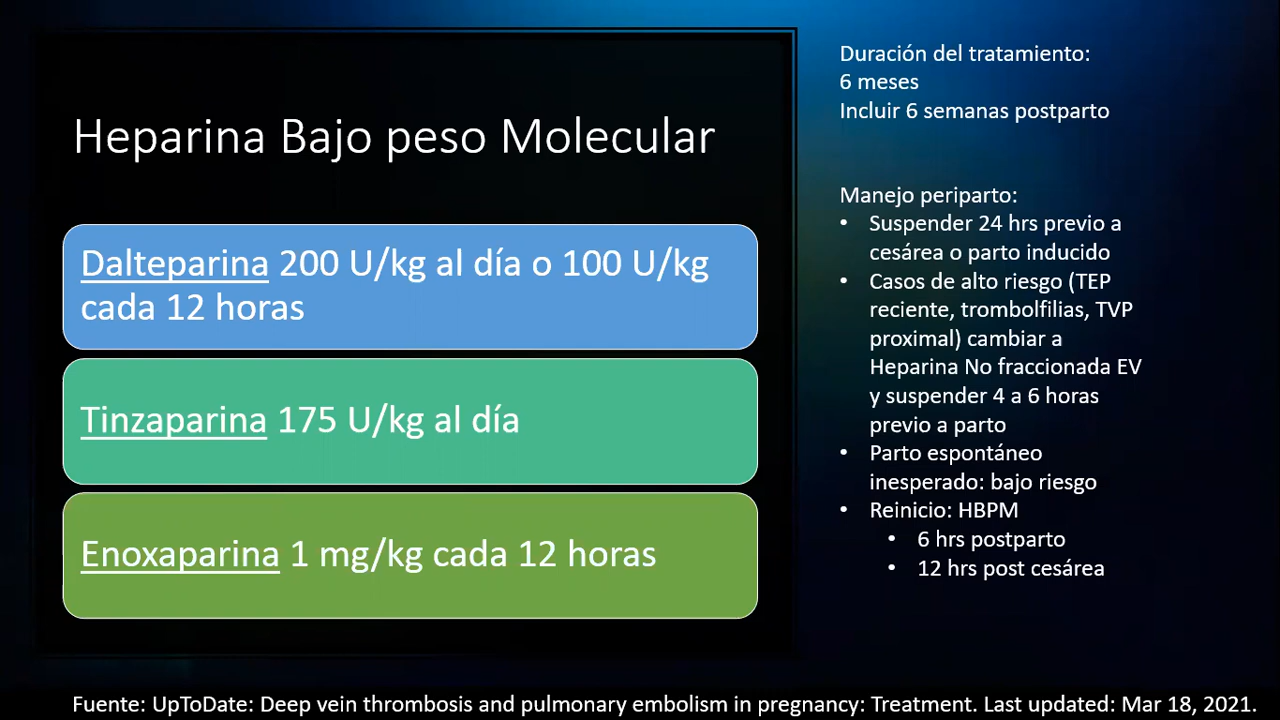 Heparina Bajo peso Molecular
Dalteparina 200 U/kg al día o 100 U/kg
cada 12 horas
Tinzaparina 175 U/kg al día
Enoxaparina 1 mg/kg cada 12 horas
Duración del tratamiento:
6 meses
Incluir 6 semanas postparto
Manejo periparto:
• Suspender 24 hrs previo a
cesárea o parto inducido
• Casos de alto riesgo (TEP
reciente, trombolfilias, TVP
proximal) cambiar a
Heparina No fraccionada EV
y suspender 4 a 6 horas
previo a parto
• Parto espontáneo
inesperado: bajo riesgo
• Reinicio: HBPM
• 6 hrs postparto
• 12 hrs post cesárea
Fuente: UpToDate: Deep vein thrombosis and pulmonary embolism in pregnancy: Treatment. Last updated: Mar 18, 2021.